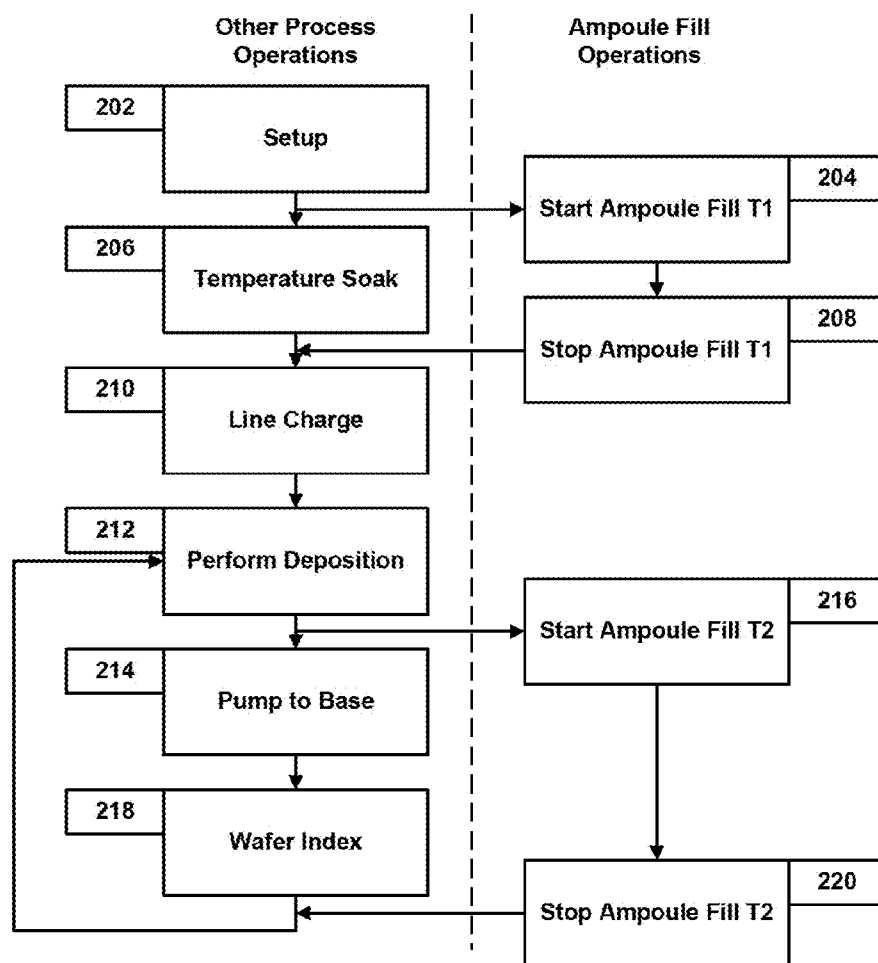 Other Process
Operations
Ampoule Fill
Operations
202
Setup
204
Start Ampoule Fill T1
206
Temperature Soak
208
Stop Ampoule Fill T1
210
Line Charge
212
Perform Deposition
216
Start Ampoule Fill T2
214
Pump to Base
218
Wafer Index
220
Stop Ampoule Fill T2